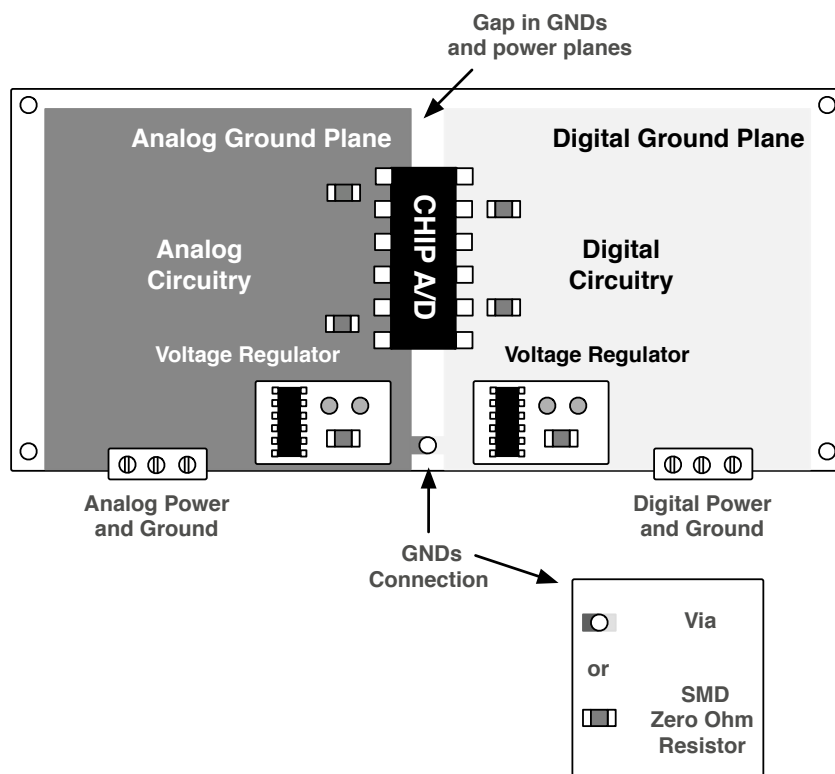 Gap in GNDs
and power planes
Analog Ground Plane
Digital Ground Plane
CHIP A/D
Analog
Circuitry
Digital
Circuitry
Voltage Regulator
Voltage Regulator
Analog Power
and Ground
Digital Power
and Ground
GNDs
Connection
Via
or
SMD
Zero Ohm
Resistor